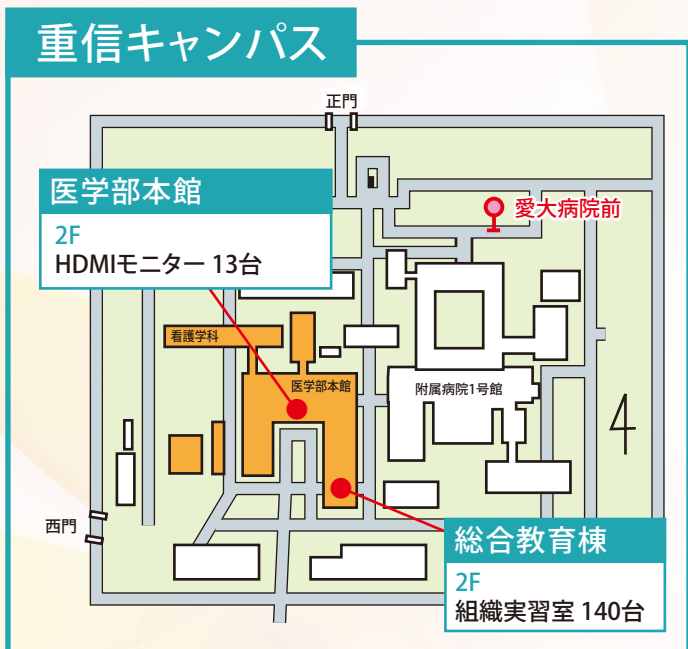 重信キャンパス
正門
医学部本館
2F
HDMIモニター 13台
愛大病院前
看護学科
医学部本館
附属病院1号館
西門
総合教育棟
2F
組織実習室 140台